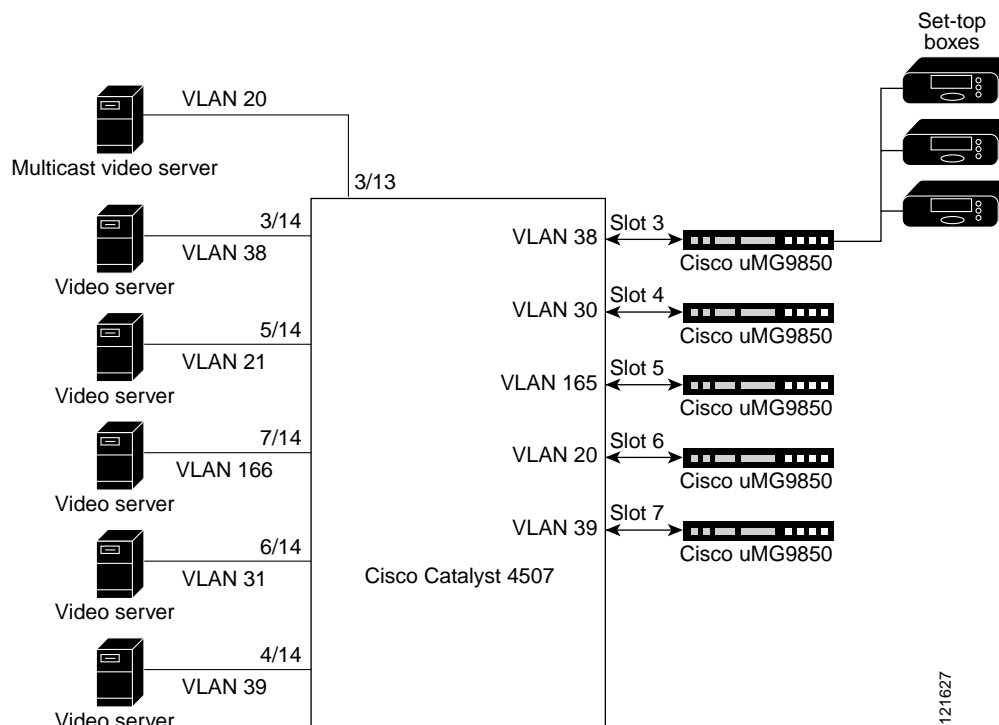 Set-top
boxes
VLAN 20
Multicast video server
3/13
3/14
VLAN 38
Video server
5/14
VLAN 21
Video server
7/14
VLAN 166
Video server
6/14
VLAN 31
Video server
4/14
VLAN 39
Video server
Cisco Catalyst 4507
VLAN 38
Slot 3
Cisco uMG9850
VLAN 30
Slot 4
Cisco uMG9850
VLAN 165
Slot 5
Cisco uMG9850
VLAN 20
Slot 6
Cisco uMG9850
VLAN 39
Slot 7
Cisco uMG9850
121627